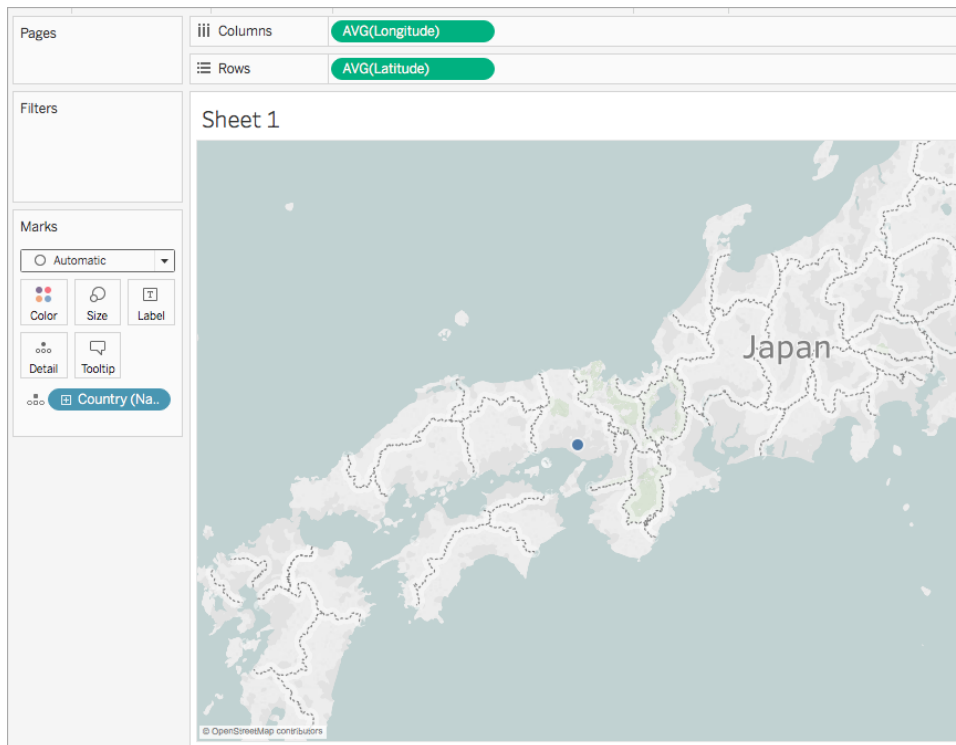 Pages
Columns
AVG(Longitude)
Rows
AVG(Latitude)
Filters
Sheet 1
Marks
Automatic
Color
Size
T
Label
Detail
Tooltip
Country (Na..
Japan
© OpenStreetMap contributors